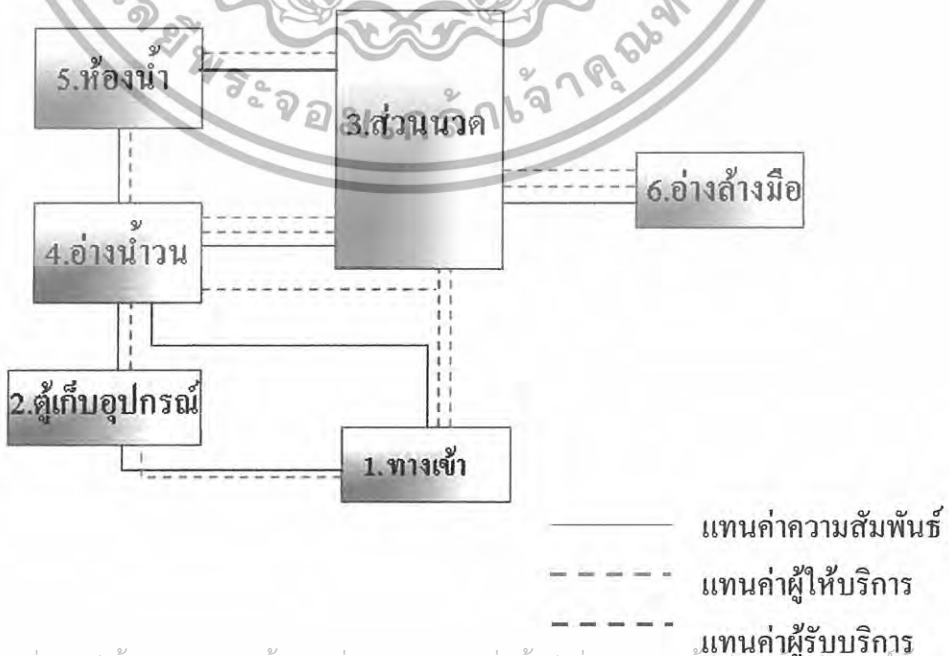 5.ห้องน้ำ
3.ส่วนนวด
6.อ่างล้างมือ
4.อ่างน้ำวน
2.ตู้เก็บอุปกรณ์
1.ทางเข้า
แทนค่าความสัมพันธ์
แทนค่าผู้ให้บริการ
แทนค่าผู้รับบริการ